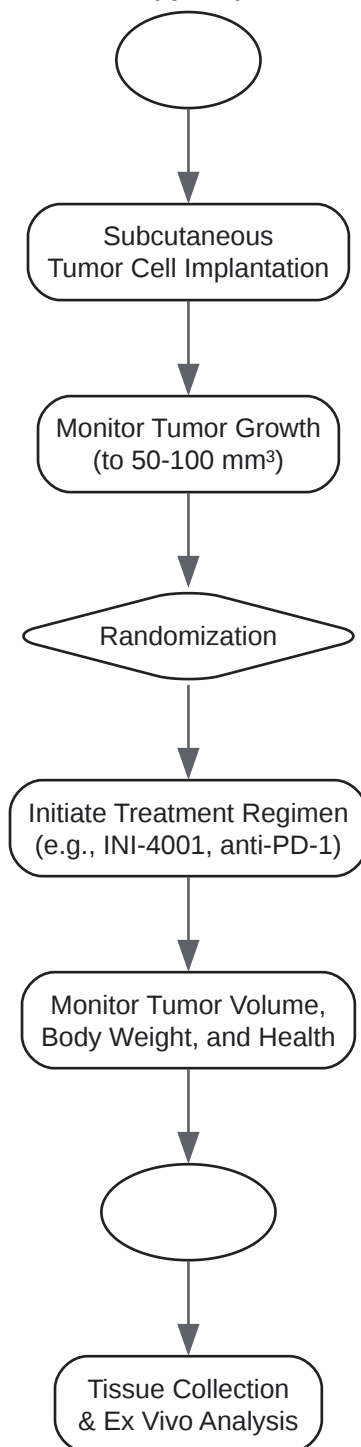 Subcutaneous
Tumor Cell Implantation
Monitor Tumor Growth
(to 50-100 mm³)
Randomization
Initiate Treatment Regimen
(e.g., INI-4001, anti-PD-1)
Monitor Tumor Volume,
Body Weight, and Health
Tissue Collection
& Ex Vivo Analysis